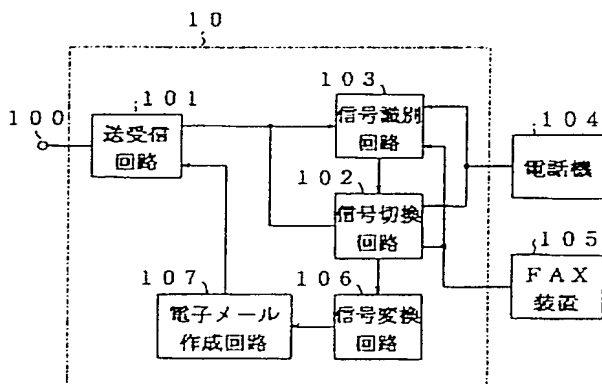 10
100
101
送受信
回路
103
信号識別
回路
104
電話機
102
信号切換
回路
105
FAX
装置
107
電子メール
作成回路
106
信号変換
回路